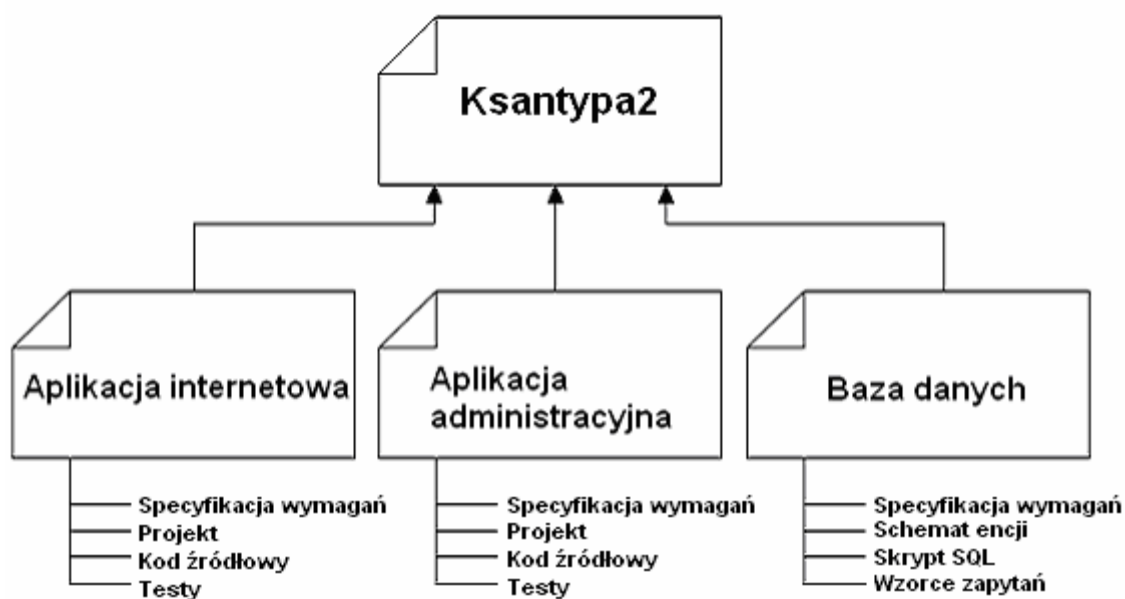 Ksantypa2
Aplikacja internetowa
Aplikacja
administracyjna
Baza danych
Specyfikacja wymagań
Projekt
Kod źródłowy
Testy
Specyfikacja wymagań
Projekt
Kod źródłowy
Testy
Specyfikacja wymagań
Schemat encji
Skrypt SQL
Wzorce zapytań